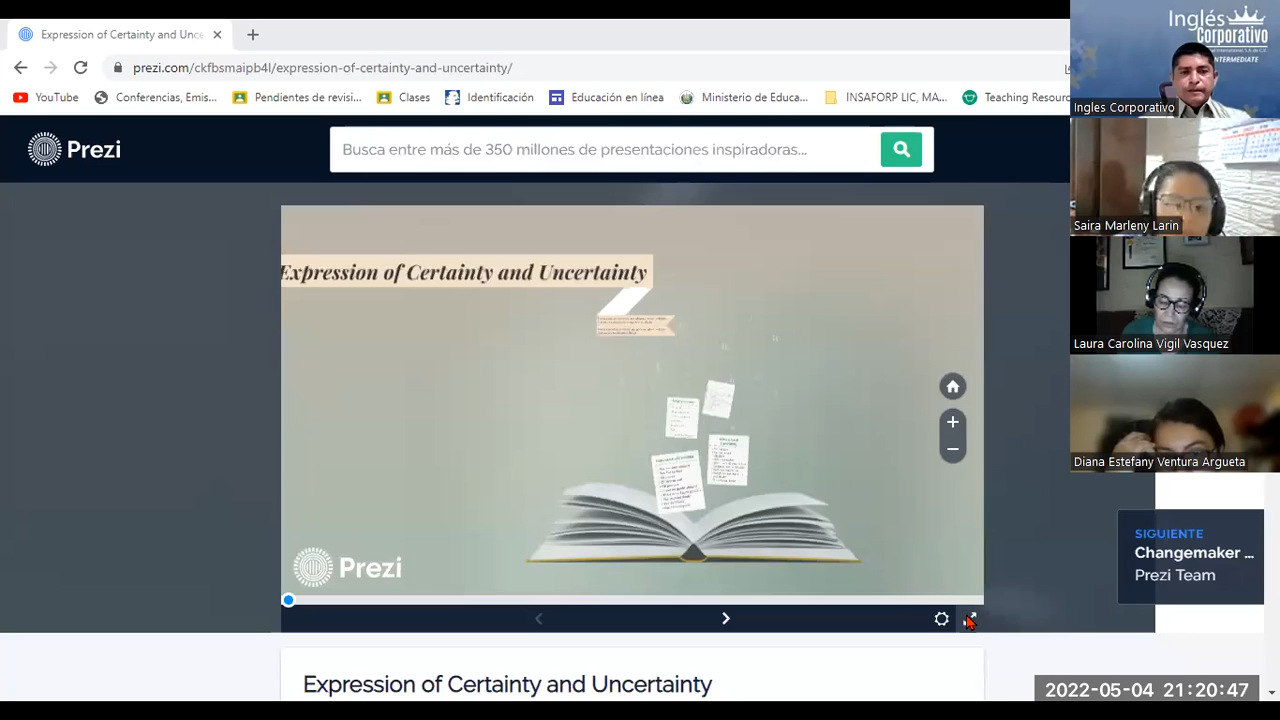 Expression of Certainty and Unce
prezi.com/ckfbsmaipb4l/expression-of-certainty-and-uncertainty/
YouTube
Conferencias, Emis...
Pendientes de revisi...
Clases
Identificación
Educación en línea
Ministerio de Educa...
INSAFORP LIC, MA...
Teaching Resour
Prezi
Busca entre más de 350 millones de presentaciones inspiradoras...
Expression of Certainty and Uncertainty
Prezi
SIGUIENTE
Changemaker ...
Prezi Team
Expression of Certainty and Uncertainty
Inglés
Corporativo
INTERMEDIATE
Ingles Corporativo
Saira Marleny Larin
Laura Carolina Vigil Vasquez
Diana Estefany Ventura Argueta
2022-05-04 21:20:47